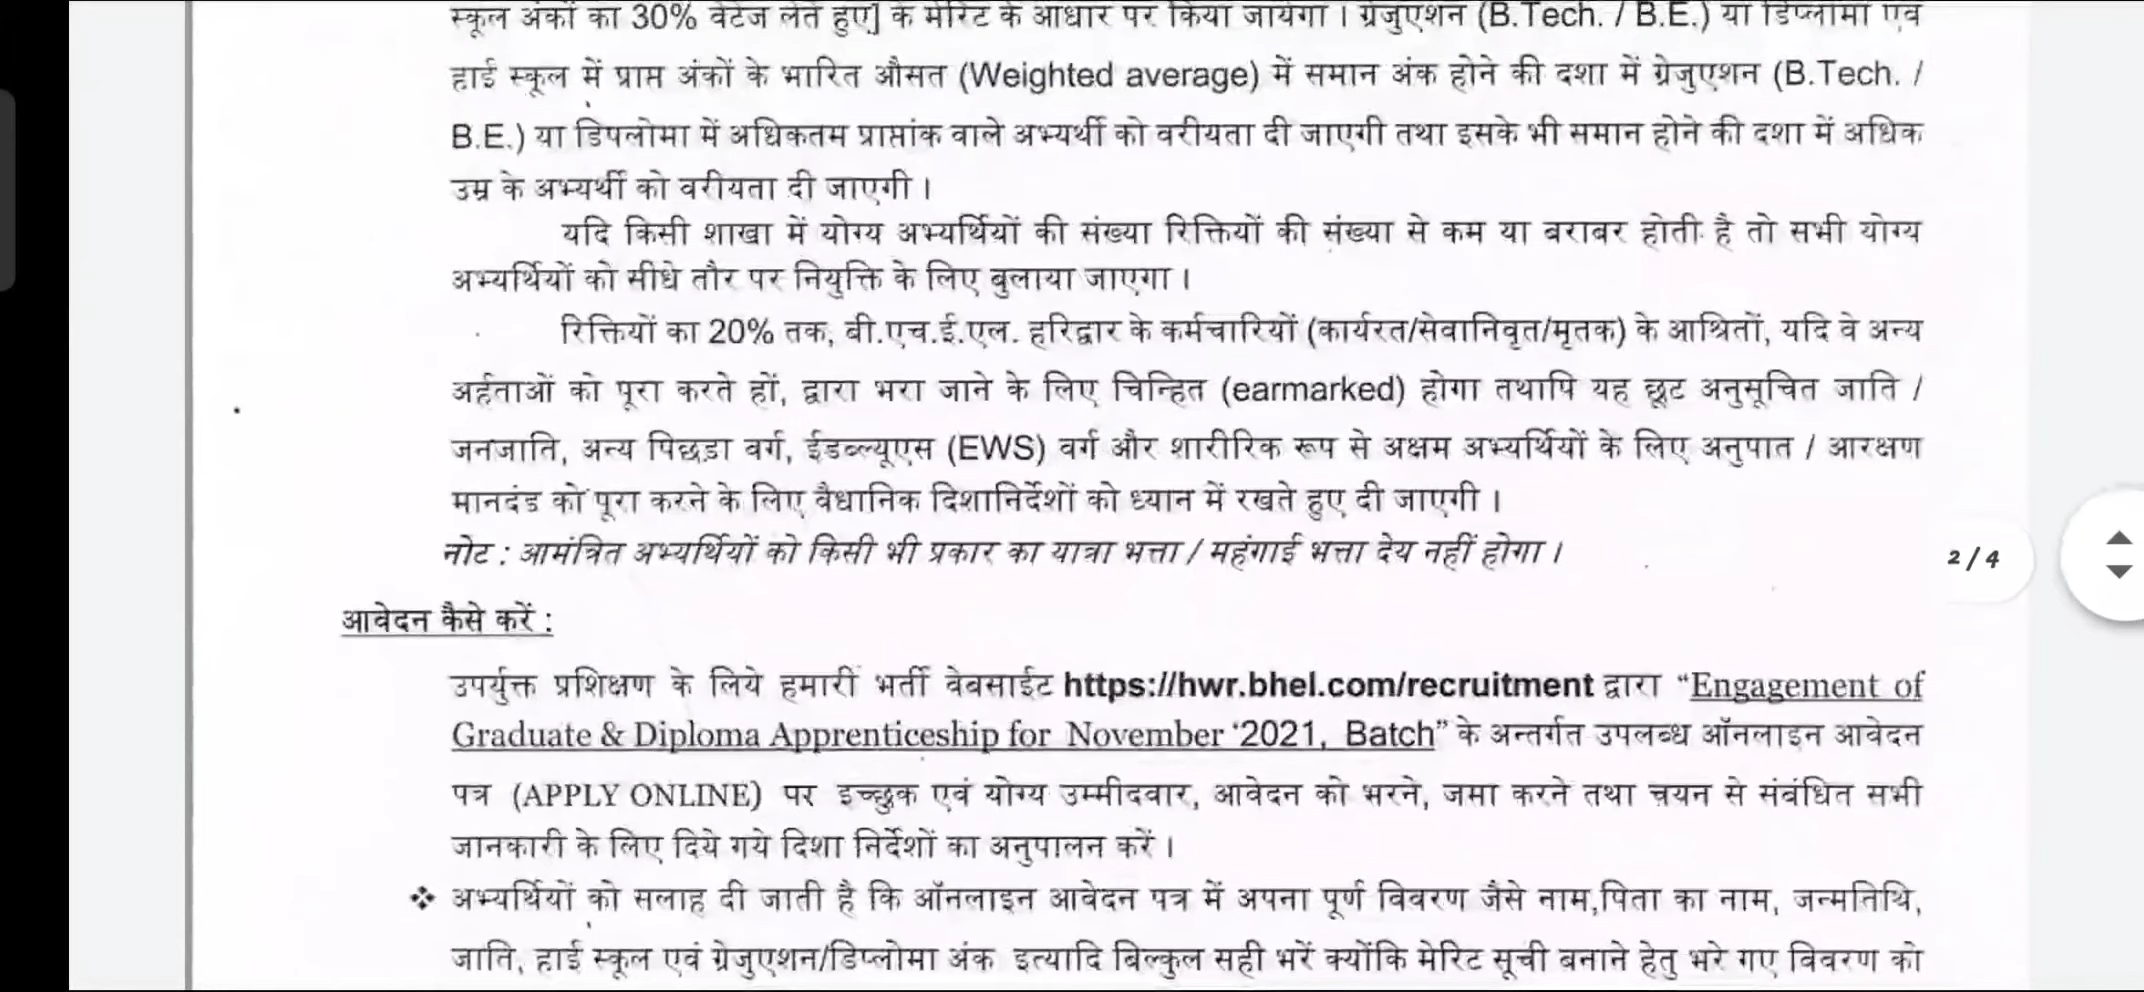 स्कूल अंकों का 30% वेटेज लेते हुए] के मेरिट के आधार पर किया जायेगा । ग्रेजुएशन (B.Tech. / B.E.) या डिप्लोमा एवं
हाई स्कूल में प्राप्त अंकों के भारित औसत (Weighted average) में समान अंक होने की दशा में ग्रेजुएशन (B.Tech. /
B.E.) या डिपलोमा में अधिकतम प्राप्तांक वाले अभ्यर्थी को वरीयता दी जाएगी तथा इसके भी समान होने की दशा में अधिक
उम्र के अभ्यर्थी को वरीयता दी जाएगी ।
यदि किसी शाखा में योग्य अभ्यर्थियों की संख्या रिक्तियों की संख्या से कम या बराबर होती है तो सभी योग्य
अभ्यर्थियों को सीधे तौर पर नियुक्ति के लिए बुलाया जाएगा ।
रिक्तियों का 20% तक, बी.एच.ई.एल. हरिद्वार के कर्मचारियों (कार्यरत/सेवानिवृत/मृतक) के आश्रितों, यदि वे अन्य
अर्हताओं को पूरा करते हों, द्वारा भरा जाने के लिए चिन्हित (earmarked) होगा तथापि यह छूट अनुसूचित जाति /
जनजाति, अन्य पिछड़ा वर्ग, ईडब्ल्यूएस (EWS) वर्ग और शारीरिक रूप से अक्षम अभ्यर्थियों के लिए अनुपात / आरक्षण
मानदंड को पूरा करने के लिए वैधानिक दिशानिर्देशों को ध्यान में रखते हुए दी जाएगी ।
नोट : आमंत्रित अभ्यर्थियों को किसी भी प्रकार का यात्रा भत्ता / महंगाई भत्ता देय नहीं होगा ।
2 / 4
आवेदन कैसे करें :
उपर्युक्त प्रशिक्षण के लिये हमारी भर्ती वेबसाईट https://hwr.bhel.com/recruitment द्वारा “Engagement of
Graduate & Diploma Apprenticeship for November ‘2021, Batch” के अन्तर्गत उपलब्ध ऑनलाइन आवेदन
पत्र (APPLY ONLINE) पर इच्छुक एवं योग्य उम्मीदवार, आवेदन को भरने, जमा करने तथा चयन से संबंधित सभी
जानकारी के लिए दिये गये दिशा निर्देशों का अनुपालन करें ।
❖ अभ्यर्थियों को सलाह दी जाती है कि ऑनलाइन आवेदन पत्र में अपना पूर्ण विवरण जैसे नाम,पिता का नाम, जन्मतिथि,
जाति, हाई स्कूल एवं ग्रेजुएशन/डिप्लोमा अंक इत्यादि बिल्कुल सही भरें क्योंकि मेरिट सूची बनाने हेतु भरे गए विवरण को